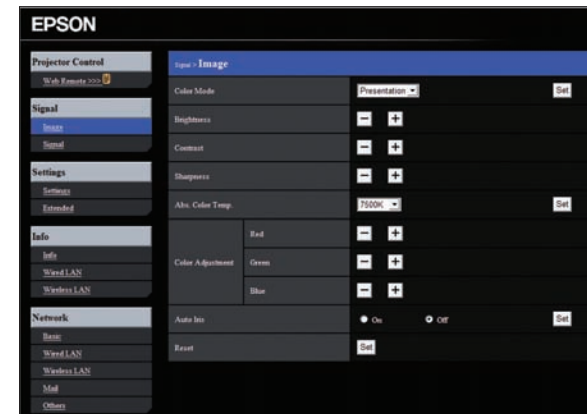 EPSON
Projector Control
Web Remote >>>
Signal
Image
Signal
Settings
Settings
Extended
Info
Info
Wired LAN
Wireless LAN
Network
Basic
Wired LAN
Wireless LAN
Mail
Others
Signal > Image
Color Mode Presentation Set
Brightness − +
Contrast − +
Sharpness − +
Abs. Color Temp. 7500K Set
Color Adjustment
Red − +
Green − +
Blue − +
Auto Iris On Off Set
Reset Set